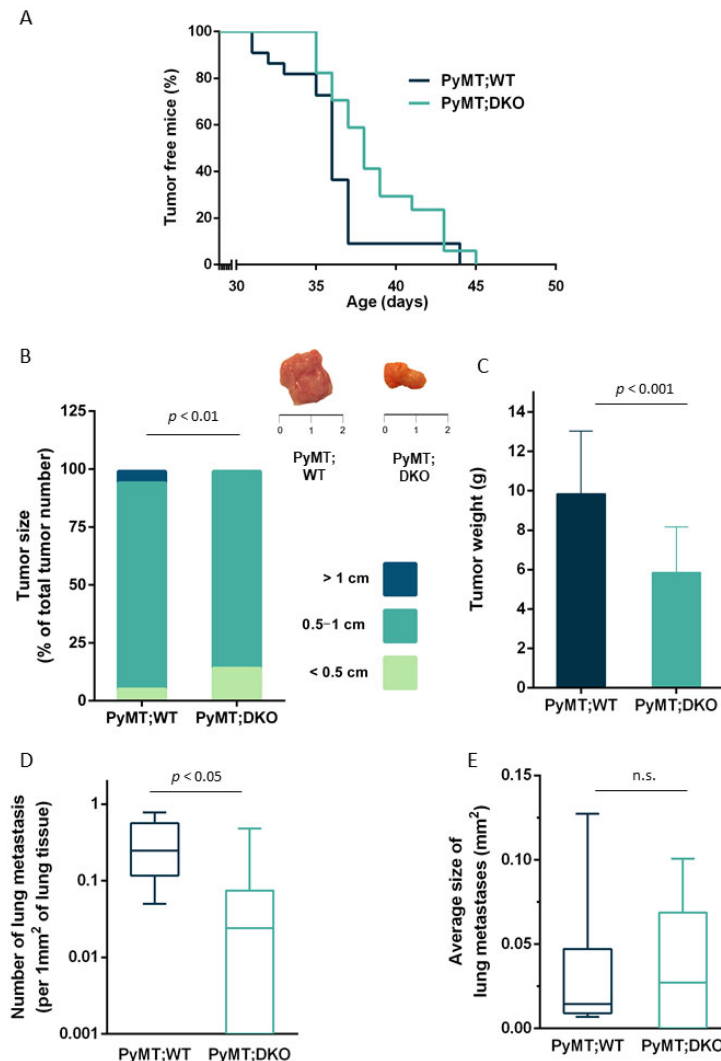 A
Tumor free mice (%)
100
80
60
40
20
0
PyMT;WT
PyMT;DKO
30 35 40 45 50
Age (days)
B
Tumor size
(% of total tumor number)
125
100
75
50
25
0
p < 0.01
PyMT;WT PyMT;DKO
0 1 2
PyMT;
WT
0 1 2
PyMT;
DKO
> 1 cm
0.5–1 cm
< 0.5 cm
C
Tumor weight (g)
14
12
10
8
6
4
2
0
p < 0.001
PyMT;WT PyMT;DKO
D
Number of lung metastasis
(per 1mm² of lung tissue)
1
0.1
0.01
0.001
p < 0.05
PyMT;WT PyMT;DKO
E
Average size of
lung metastases (mm²)
0.15
0.10
0.05
0.00
n.s.
PyMT;WT PyMT;DKO